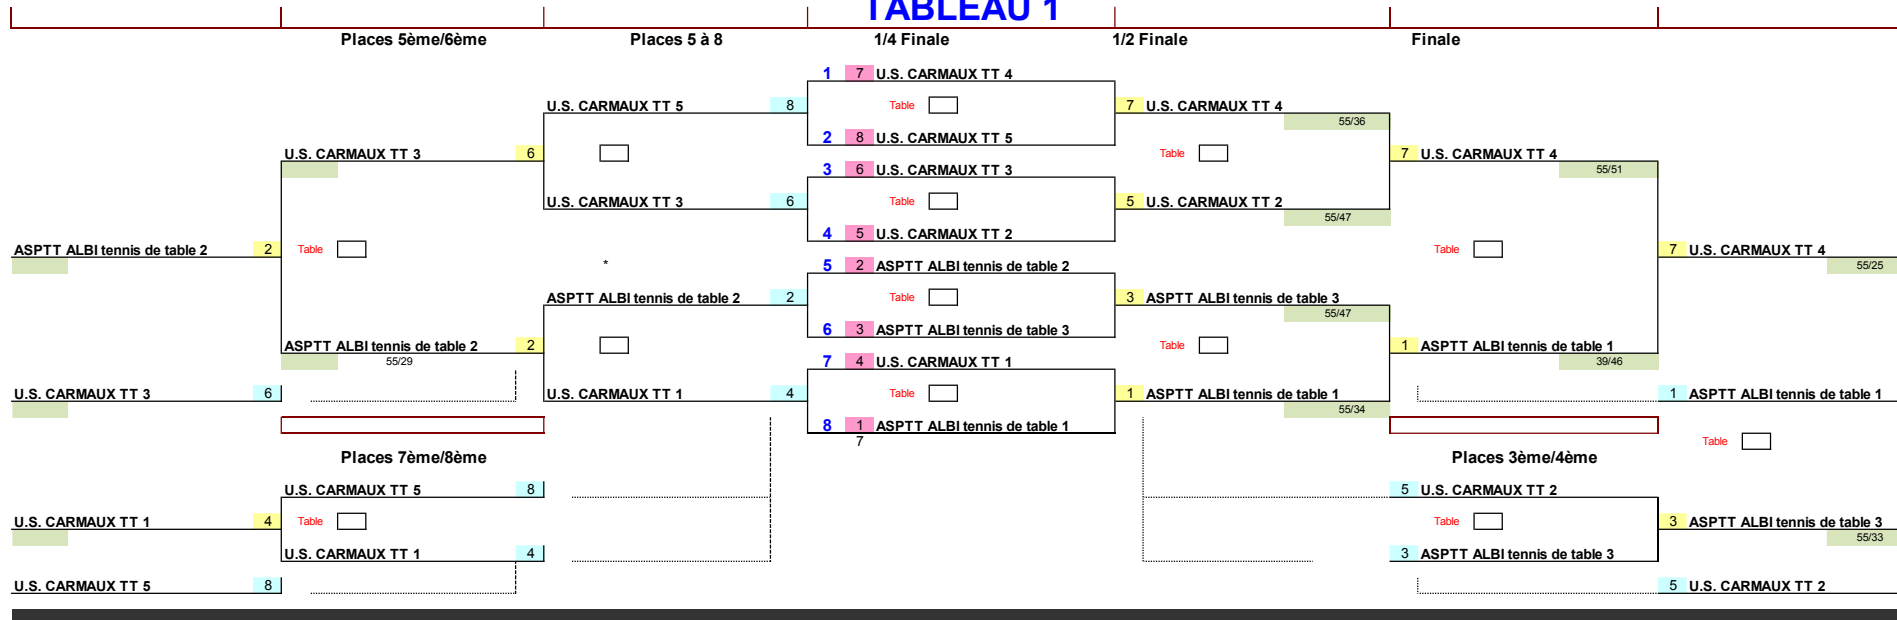 TABLEAU 1
Places 5ème/6ème Places 5 à 8 1/4 Finale 1/2 Finale Finale
1 7 U.S. CARMAUX TT 4
U.S. CARMAUX TT 5 8 Table 7 U.S. CARMAUX TT 4
55/36
2 8 U.S. CARMAUX TT 5
U.S. CARMAUX TT 3 6 Table 7 U.S. CARMAUX TT 4
3 6 U.S. CARMAUX TT 3 55/51
U.S. CARMAUX TT 3 6 Table 5 U.S. CARMAUX TT 2
55/47
4 5 U.S. CARMAUX TT 2
ASPTT ALBI tennis de table 2 2 Table Table 7 U.S. CARMAUX TT 4
* 5 2 ASPTT ALBI tennis de table 2 55/25
ASPTT ALBI tennis de table 2 2 Table 3 ASPTT ALBI tennis de table 3
55/47
6 3 ASPTT ALBI tennis de table 3
ASPTT ALBI tennis de table 2 2 Table 1 ASPTT ALBI tennis de table 1
55/29 7 4 U.S. CARMAUX TT 1 39/46
U.S. CARMAUX TT 3 6 U.S. CARMAUX TT 1 4 Table 1 ASPTT ALBI tennis de table 1 1 ASPTT ALBI tennis de table 1
55/34
8 1 ASPTT ALBI tennis de table 1
7 Table
Places 7ème/8ème Places 3ème/4ème
U.S. CARMAUX TT 5 8 5 U.S. CARMAUX TT 2
U.S. CARMAUX TT 1 4 Table Table 3 ASPTT ALBI tennis de table 3
55/33
U.S. CARMAUX TT 1 4 3 ASPTT ALBI tennis de table 3
U.S. CARMAUX TT 5 8 5 U.S. CARMAUX TT 2